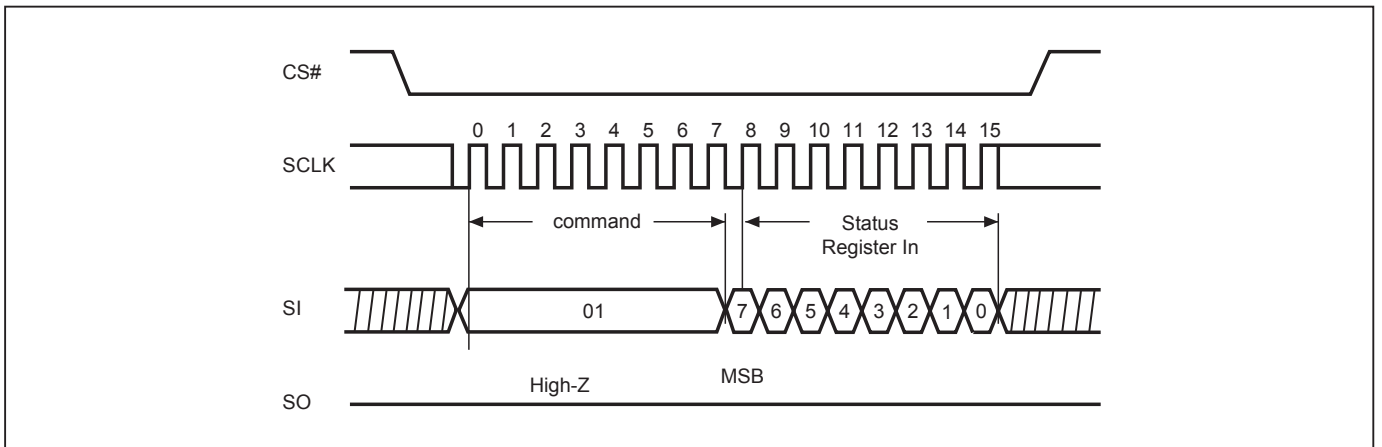 CS#
0 1 2 3 4 5 6 7 8 9 10 11 12 13 14 15
SCLK
command
Status
Register In
SI
01
7 6 5 4 3 2 1 0
High-Z
MSB
SO